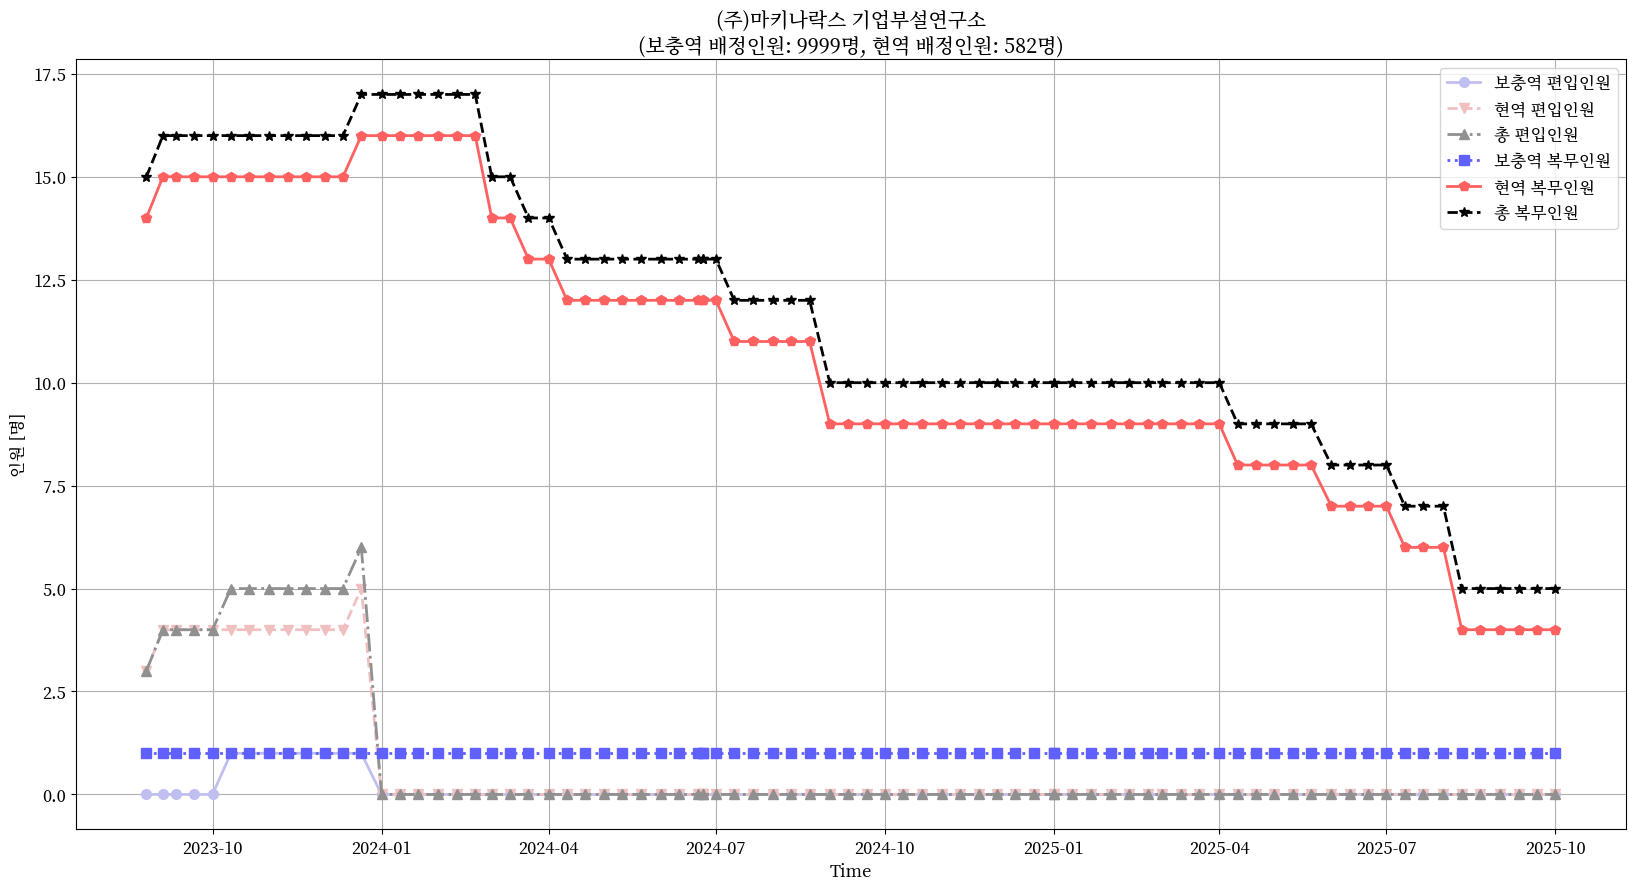 (주)마키나락스 기업부설연구소
(보충역 배정인원: 9999명, 현역 배정인원: 582명)
17.5
15.0
12.5
10.0
7.5
5.0
2.5
0.0
인원 [명]
보충역 편입인원
현역 편입인원
총 편입인원
보충역 복무인원
현역 복무인원
총 복무인원
2023-10
2024-01
2024-04
2024-07
2024-10
2025-01
2025-04
2025-07
2025-10
Time